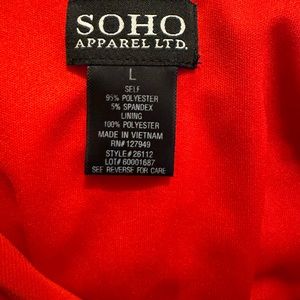 SOHO
APPAREL LTD.
L
SELF
95% POLYESTER
5% SPANDEX
LINING
100% POLYESTER
MADE IN VIETNAM
RN# 127949
STYLE# 26112
LOT# 60001687
SEE REVERSE FOR CARE